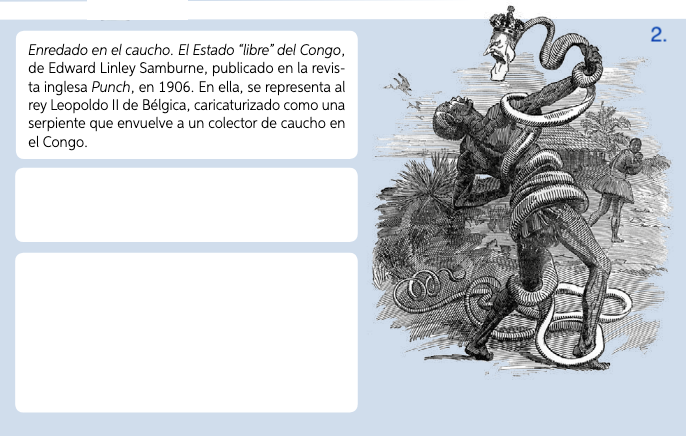 Enredado en el caucho. El Estado “libre” del Congo,
de Edward Linley Samburne, publicado en la revis-
ta inglesa Punch, en 1906. En ella, se representa al
rey Leopoldo II de Bélgica, caricaturizado como una
serpiente que envuelve a un colector de caucho en
el Congo.
2.